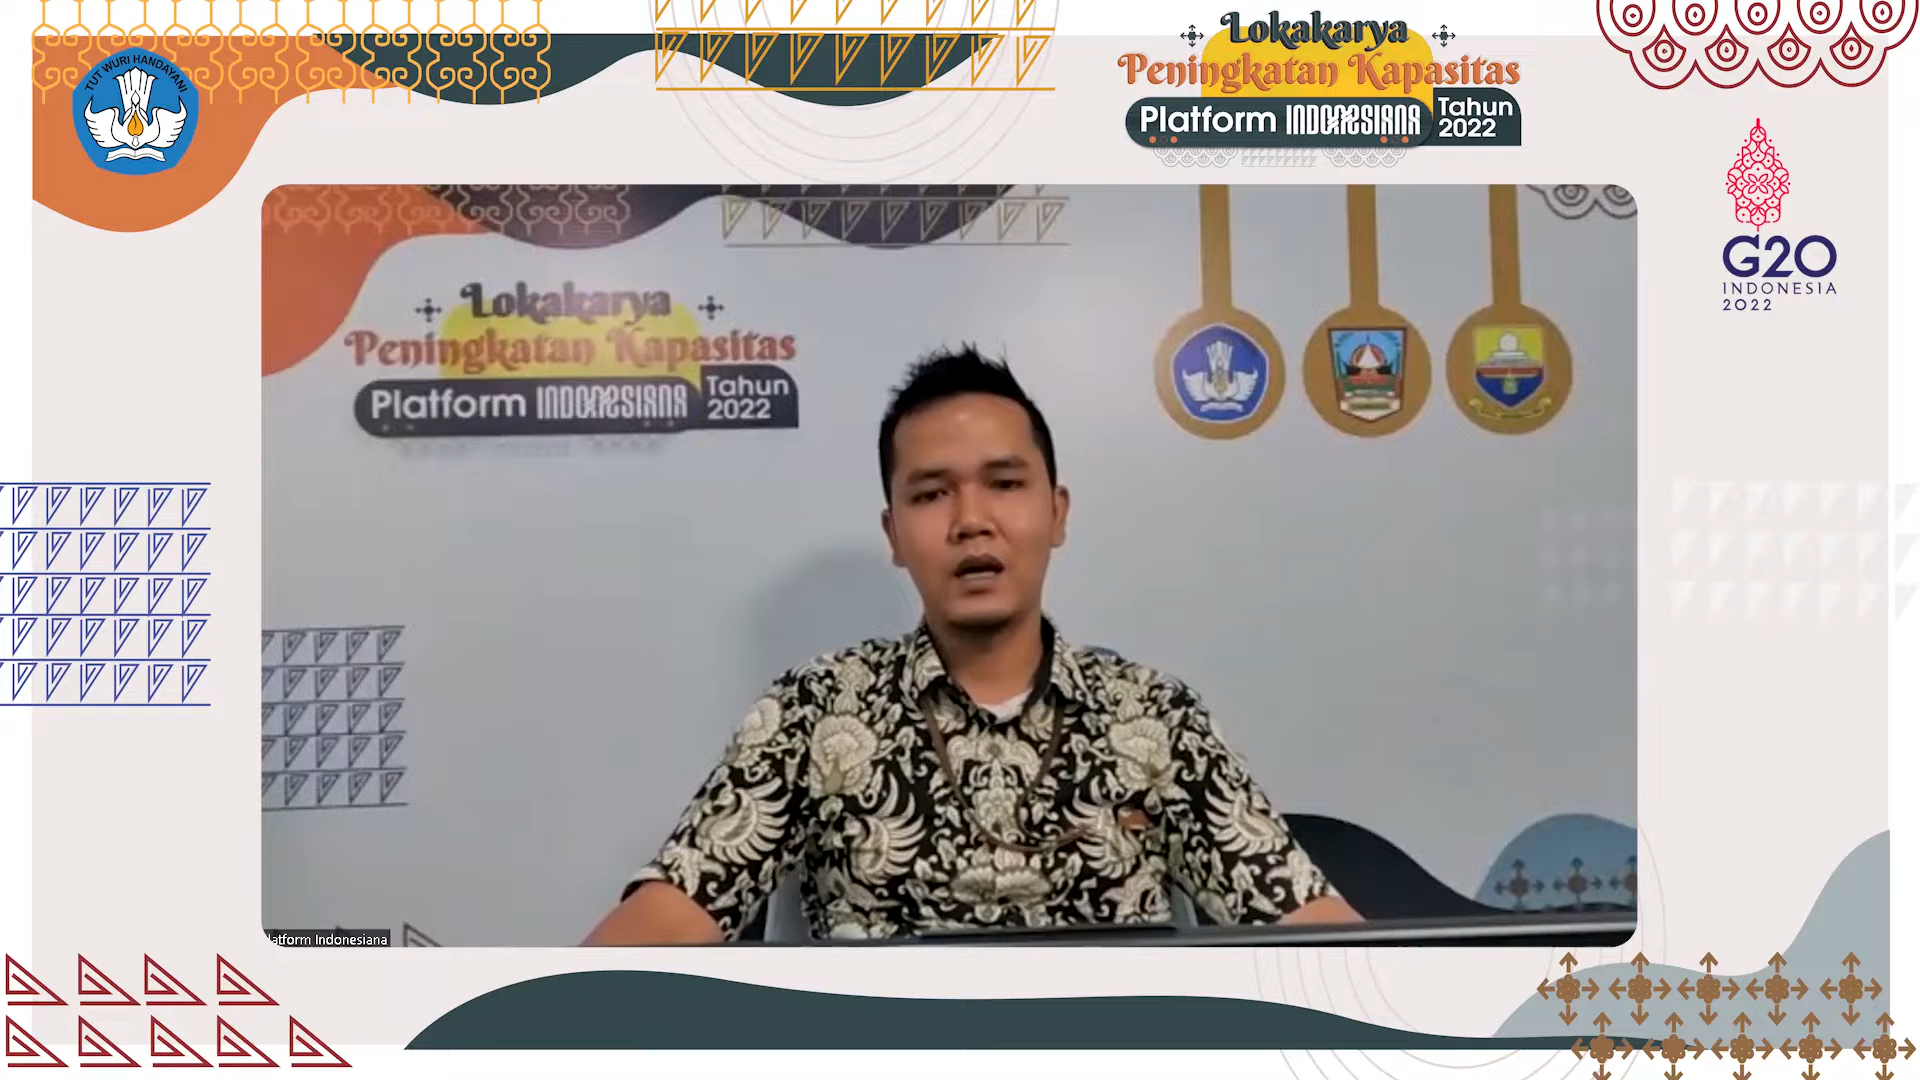 TUT WURI HANDAYANI
Lokakarya
Peningkatan Kapasitas
Platform INDONESIANA Tahun 2022
G20
INDONESIA
2022
Lokakarya
Peningkatan Kapasitas
Platform INDONESIANA Tahun 2022
latform Indonesiana